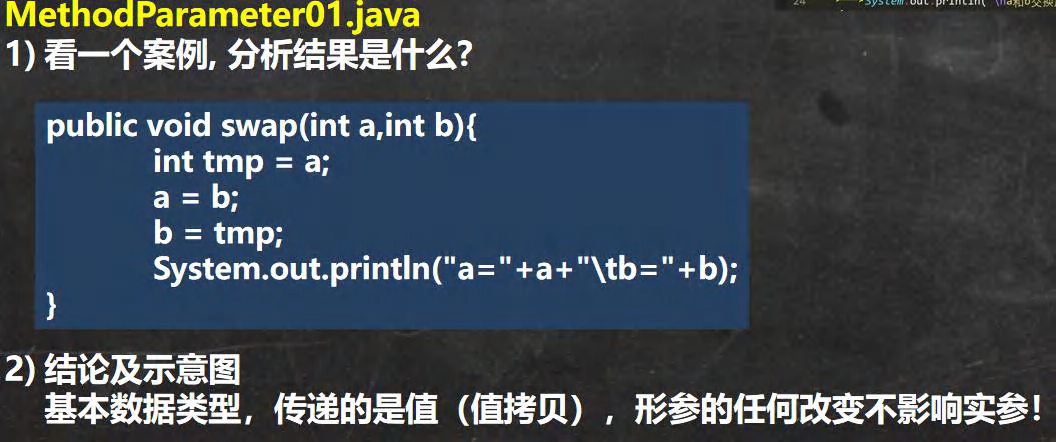 MethodParameter01.java
24 System.out.println("\na和b交换
1) 看一个案例, 分析结果是什么?
public void swap(int a,int b){
int tmp = a;
a = b;
b = tmp;
System.out.println("a="+a+"\tb="+b);
}
2) 结论及示意图
基本数据类型，传递的是值（值拷贝），形参的任何改变不影响实参！